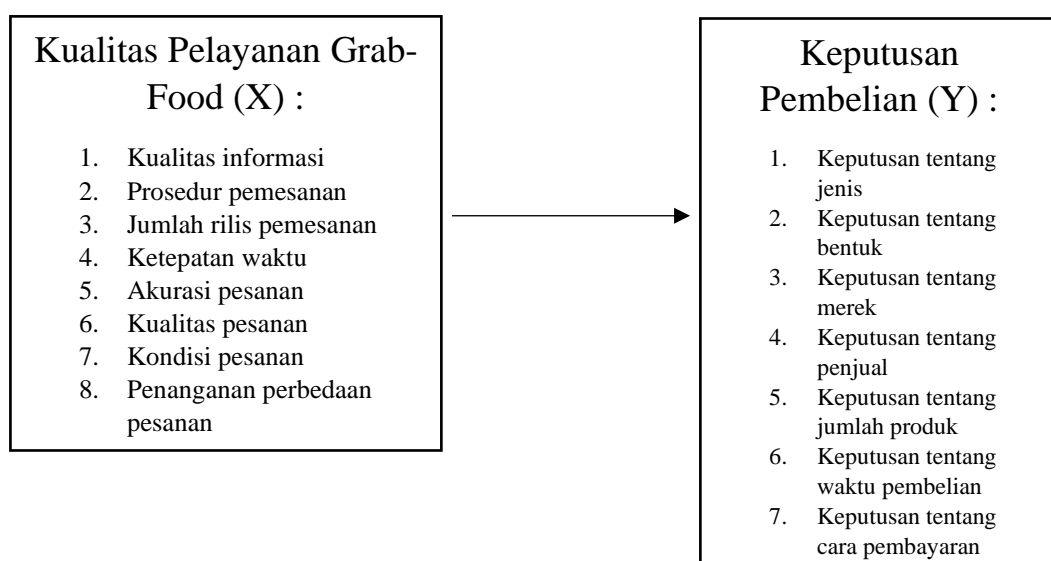 Kualitas Pelayanan Grab-
Food (X) :
1. Kualitas informasi
2. Prosedur pemesanan
3. Jumlah rilis pemesanan
4. Ketepatan waktu
5. Akurasi pesanan
6. Kualitas pesanan
7. Kondisi pesanan
8. Penanganan perbedaan
pesanan
Keputusan
Pembelian (Y) :
1. Keputusan tentang
jenis
2. Keputusan tentang
bentuk
3. Keputusan tentang
merek
4. Keputusan tentang
penjual
5. Keputusan tentang
jumlah produk
6. Keputusan tentang
waktu pembelian
7. Keputusan tentang
cara pembayaran